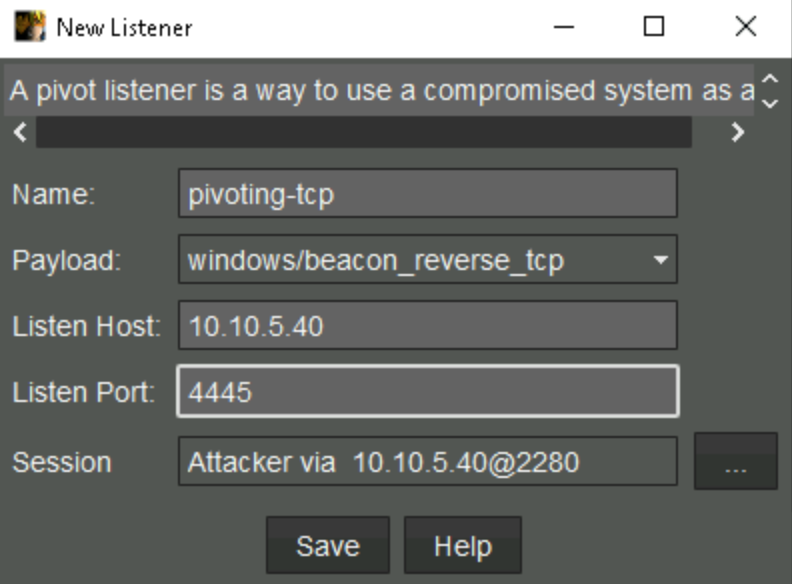 New Listener
A pivot listener is a way to use a compromised system as a
Name: pivoting-tcp
Payload: windows/beacon_reverse_tcp
Listen Host: 10.10.5.40
Listen Port: 4445
Session Attacker via  10.10.5.40@2280 ...
Save Help